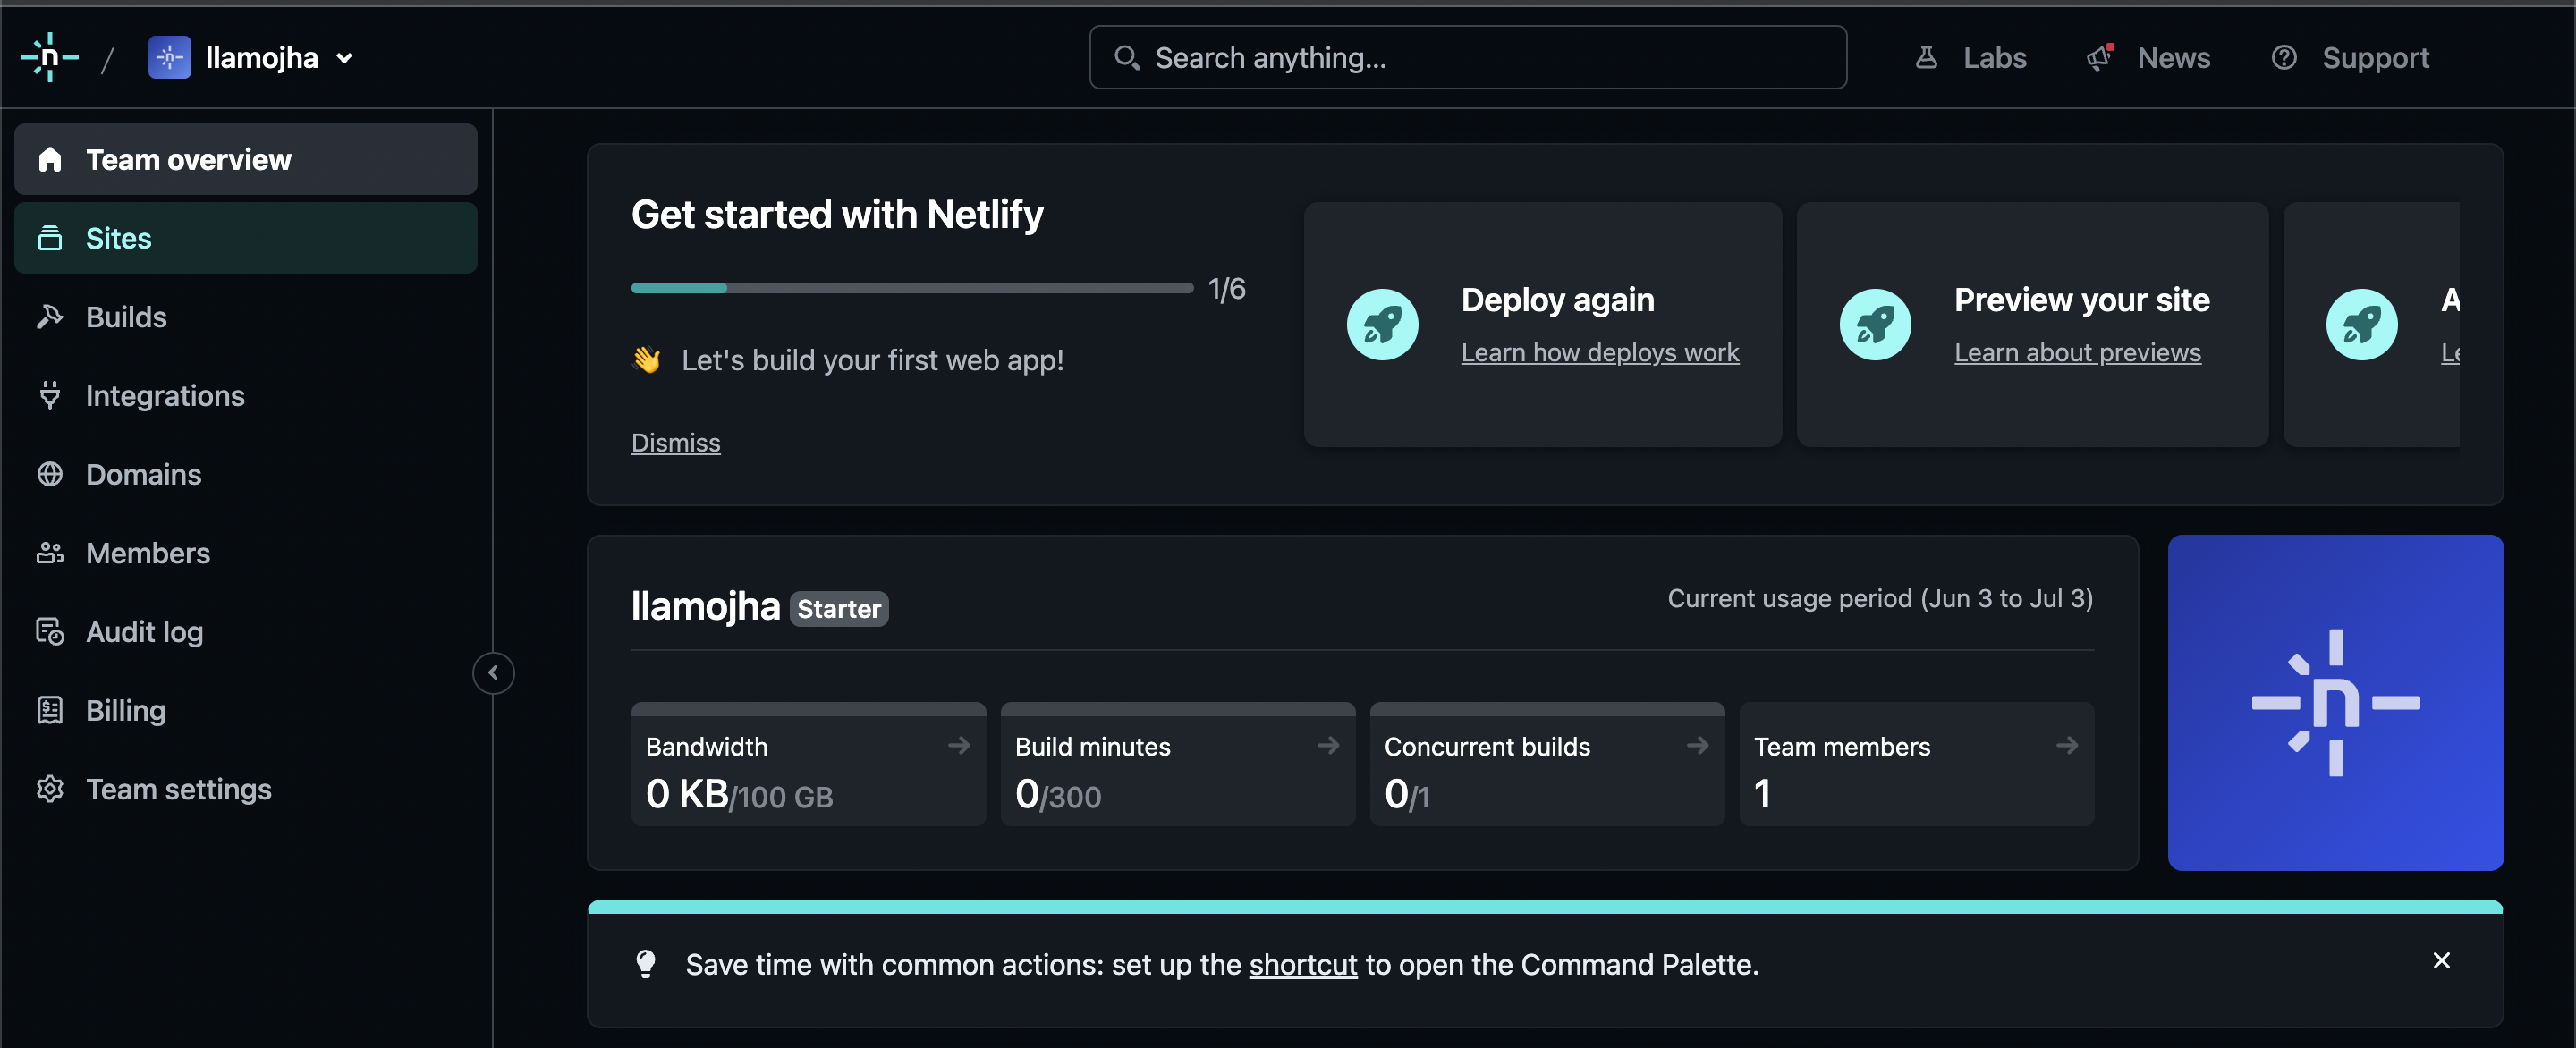 n / n llamojha
Search anything...
Labs
News
Support
Team overview
Sites
Builds
Integrations
Domains
Members
Audit log
Billing
Team settings
Get started with Netlify
1/6
👋 Let's build your first web app!
Dismiss
Deploy again
Learn how deploys work
Preview your site
Learn about previews
A
Le
llamojha Starter
Current usage period (Jun 3 to Jul 3)
Bandwidth
0 KB/100 GB
Build minutes
0/300
Concurrent builds
0/1
Team members
1
n
Save time with common actions: set up the shortcut to open the Command Palette.